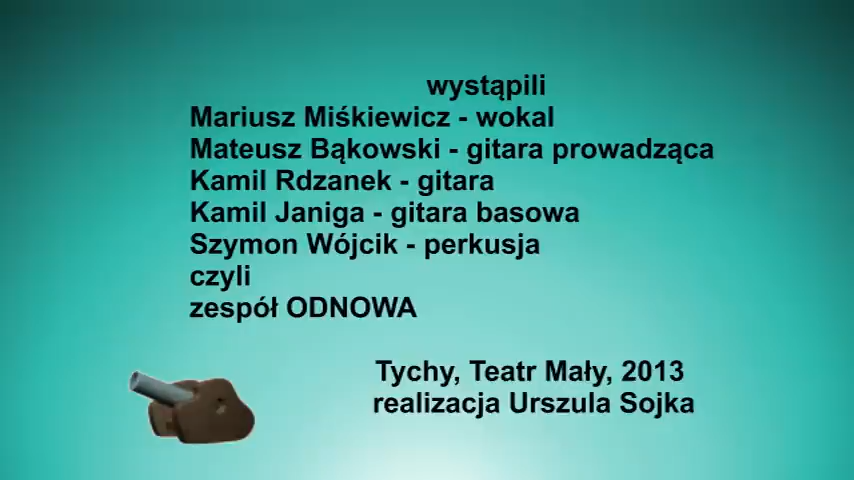 wystąpili
Mariusz Miśkiewicz - wokal
Mateusz Bąkowski - gitara prowadząca
Kamil Rdzanek - gitara
Kamil Janiga - gitara basowa
Szymon Wójcik - perkusja
czyli
zespół ODNOWA
Tychy, Teatr Mały, 2013
realizacja Urszula Sojka